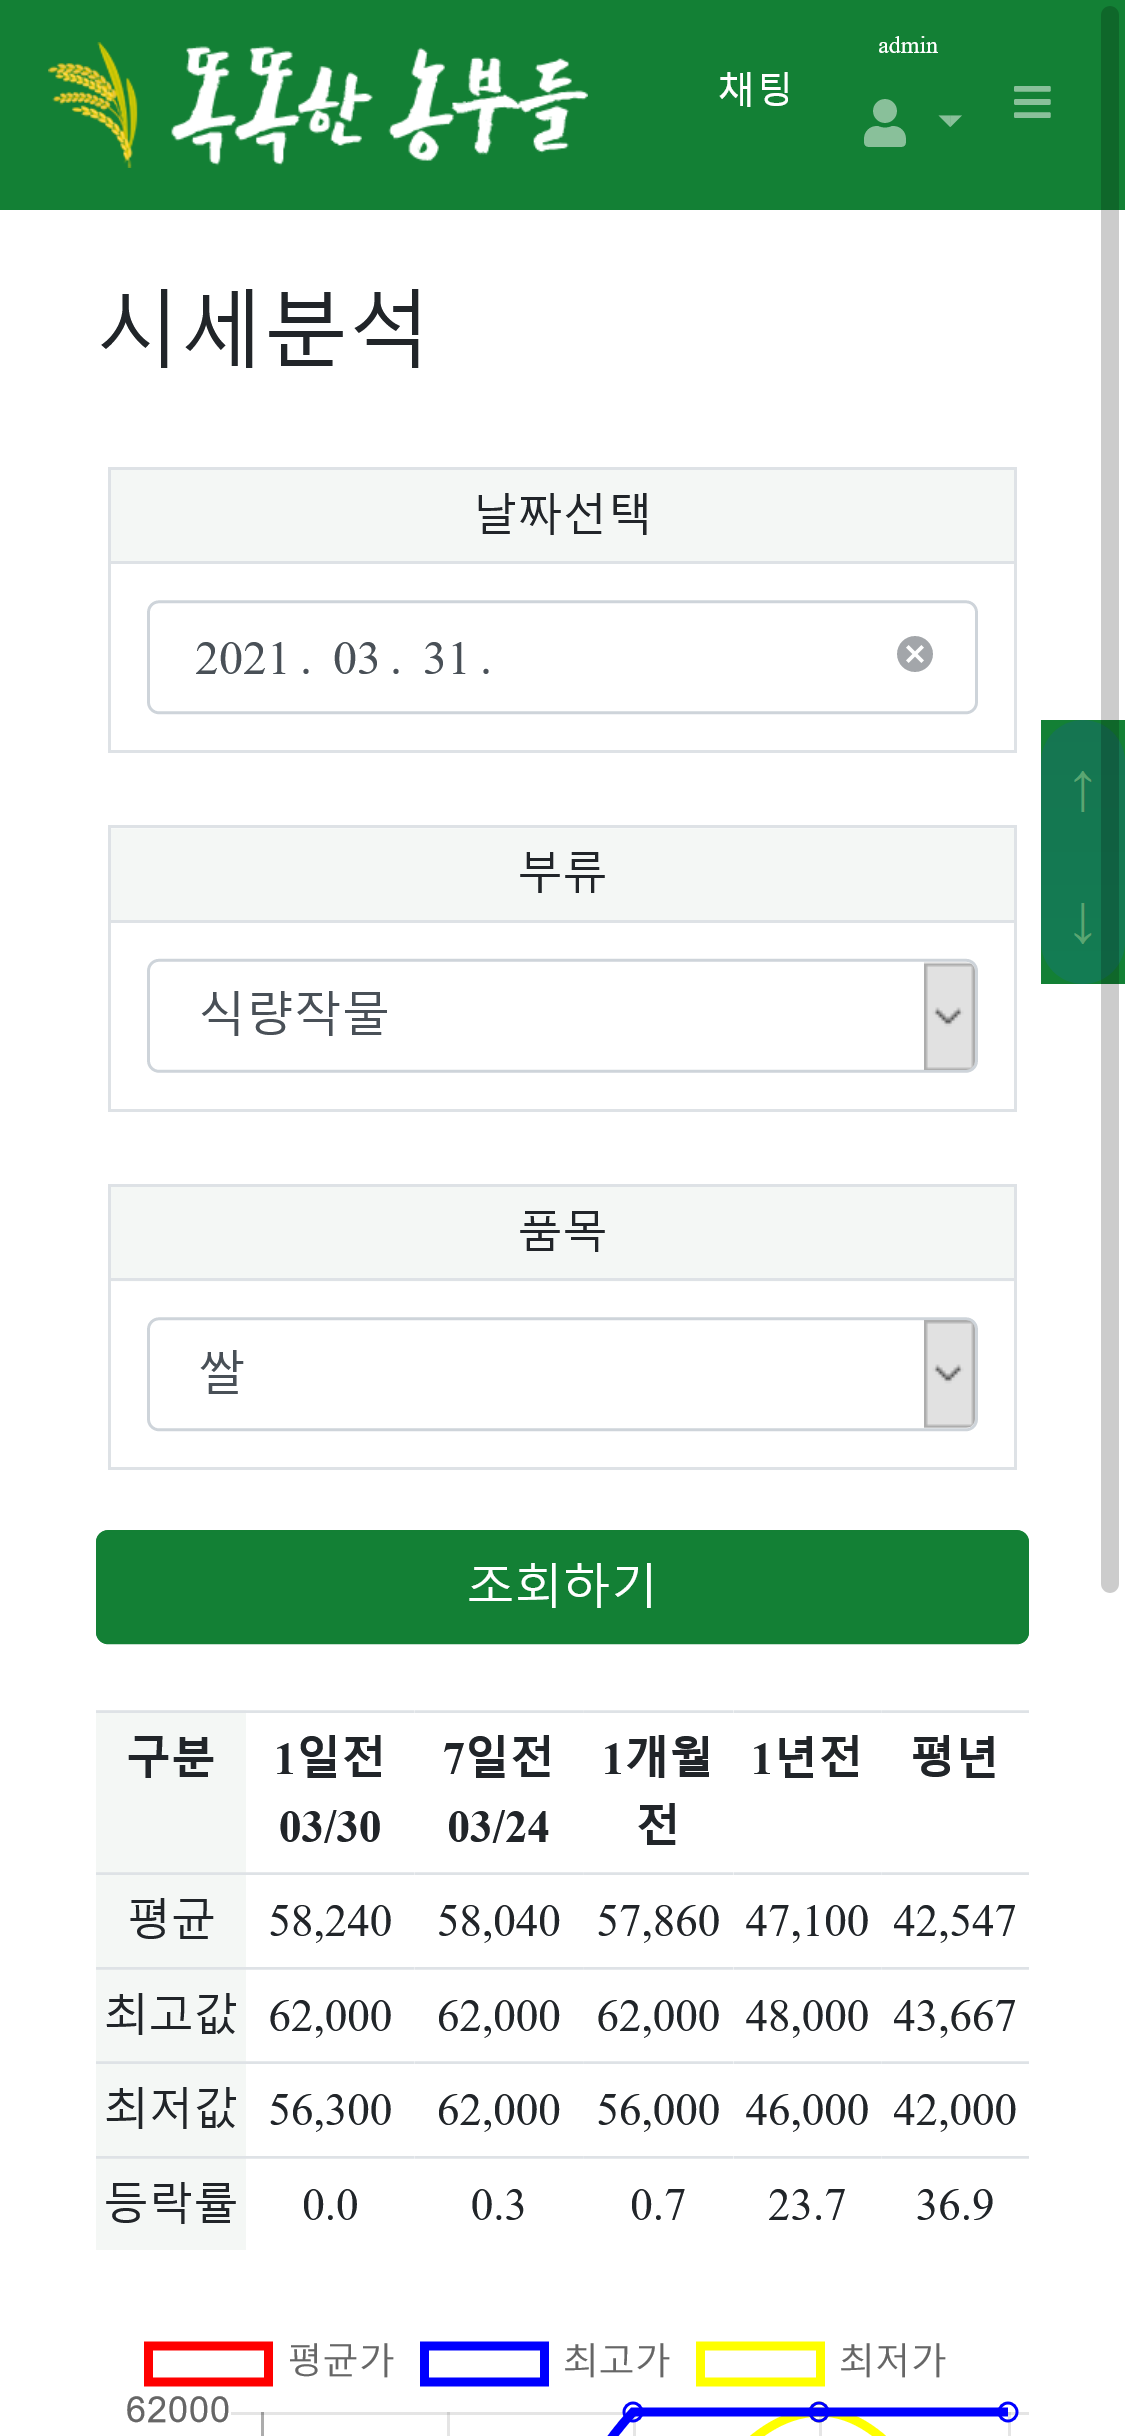 똑똑한 농부들
채팅
admin
시세분석
날짜선택
2021. 03. 31.
↑
↓
부류
식량작물
품목
쌀
조회하기
구분 1일전 03/30 7일전 03/24 1개월전 1년전 평년
평균 58,240 58,040 57,860 47,100 42,547
최고값 62,000 62,000 62,000 48,000 43,667
최저값 56,300 62,000 56,000 46,000 42,000
등락률 0.0 0.3 0.7 23.7 36.9
평균가 최고가 최저가
62000